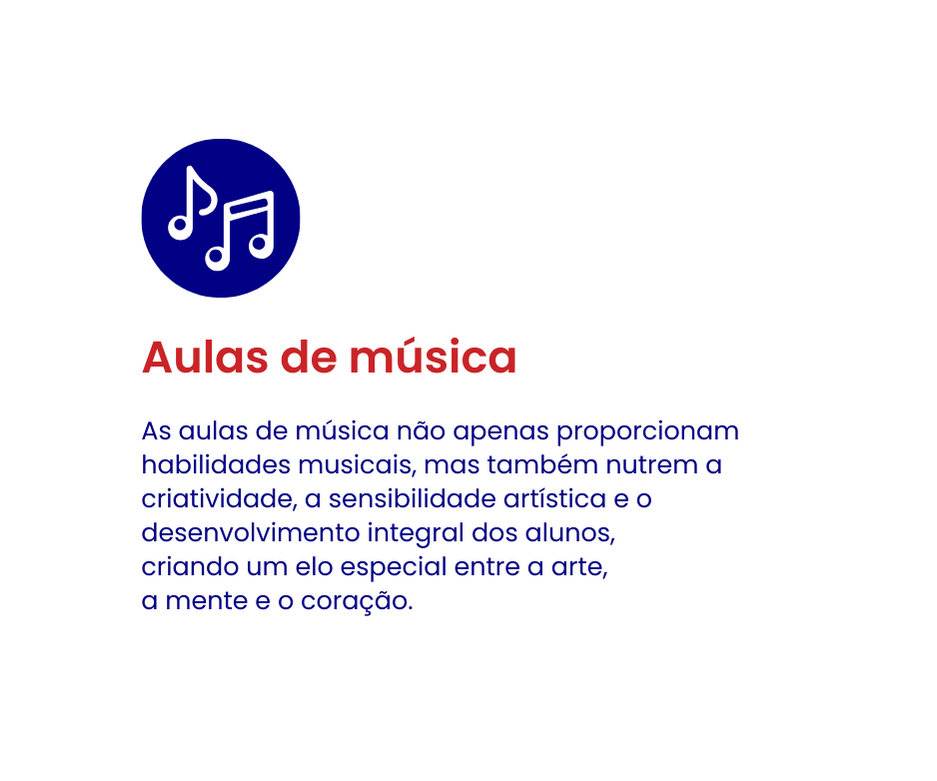 Aulas de música
As aulas de música não apenas proporcionam
habilidades musicais, mas também nutrem a
criatividade, a sensibilidade artística e o
desenvolvimento integral dos alunos,
criando um elo especial entre a arte,
a mente e o coração.